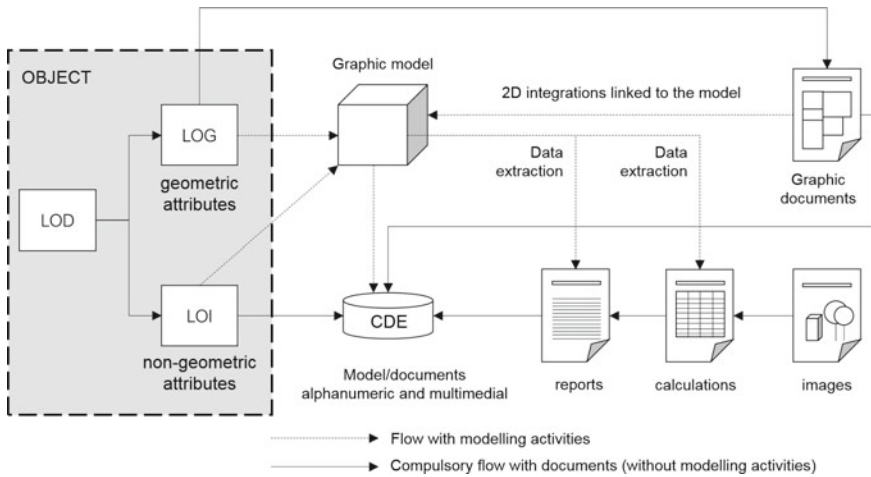 OBJECT
LOD
LOG
geometric
attributes
LOI
non-geometric
attributes
Graphic model
2D integrations linked to the model
Data
extraction
Data
extraction
Graphic
documents
CDE
Model/documents
alphanumeric and multimedial
reports
calculations
images
Flow with modelling activities
Compulsory flow with documents (without modelling activities)